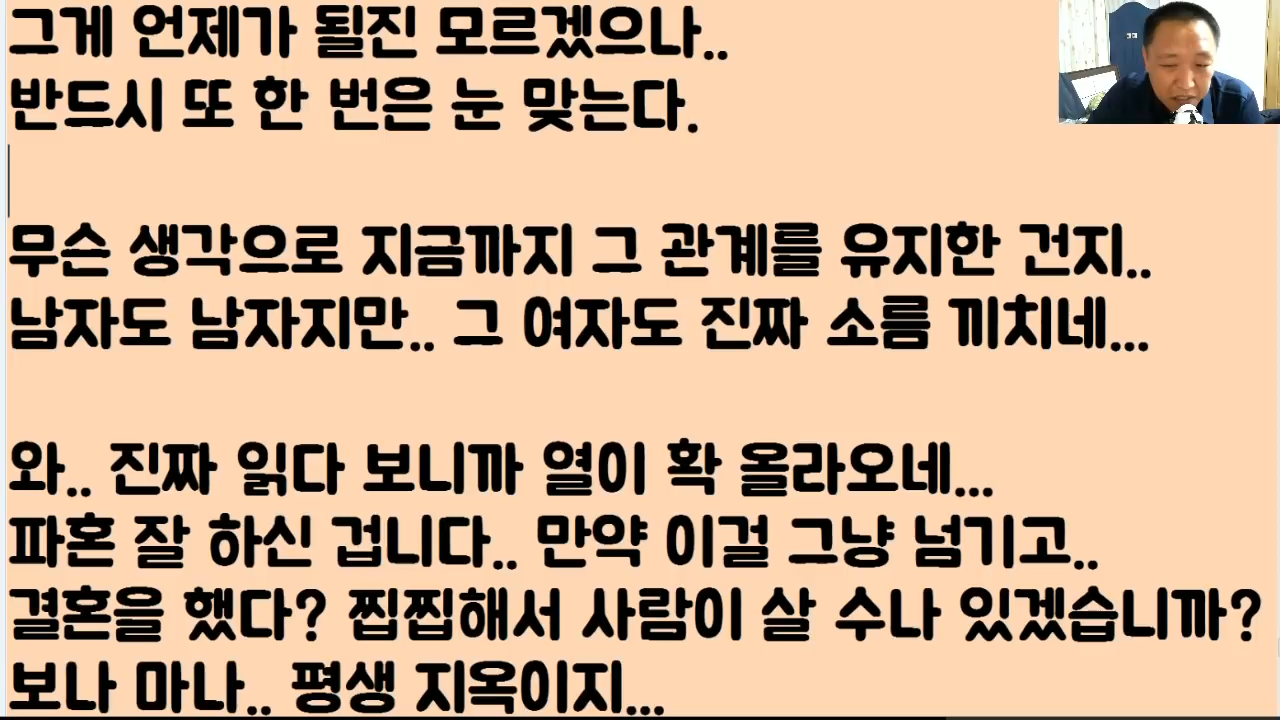 그게 언제가 될진 모르겠으나..
반드시 또 한 번은 눈 맞는다.
무슨 생각으로 지금까지 그 관계를 유지한 건지..
남자도 남자지만.. 그 여자도 진짜 소름 끼치네...
와.. 진짜 읽다 보니까 열이 확 올라오네...
파혼 잘 하신 겁니다.. 만약 이걸 그냥 넘기고..
결혼을 했다? 찝찝해서 사람이 살 수나 있겠습니까?
보나 마나.. 평생 지옥이지...